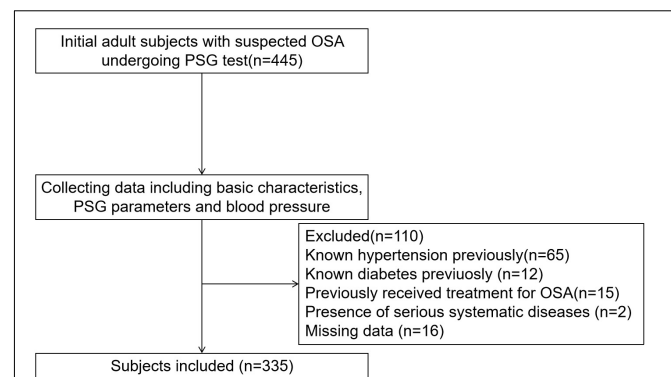 Initial adult subjects with suspected OSA
undergoing PSG test(n=445)
Collecting data including basic characteristics,
PSG parameters and blood pressure
Excluded(n=110)
Known hypertension previously(n=65)
Known diabetes previuosly (n=12)
Previously received treatment for OSA(n=15)
Presence of serious systematic diseases (n=2)
Missing data (n=16)
Subjects included (n=335)